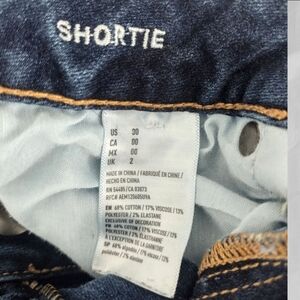 SHORTIE
US 00
CA 00
MX 00
UK 2
MADE IN CHINA / FABRIQUÉ EN CHINE /
HECHO EN CHINA
RN 54485 / CA 03873
EN 68% COTTON / 17% VISCOSE / 13%
POLYESTER / 2% ELASTANE
EXCLUSIVE OF DECORATION
FR 68% COTON / 17% VISCOSE / 13%
POLYESTER / 2% ÉLASTHANNE
À L'EXCEPTION DE LA GARNITURE
SP 68% algodón / 17% viscosa / 13%
poliéster / 2% elastano